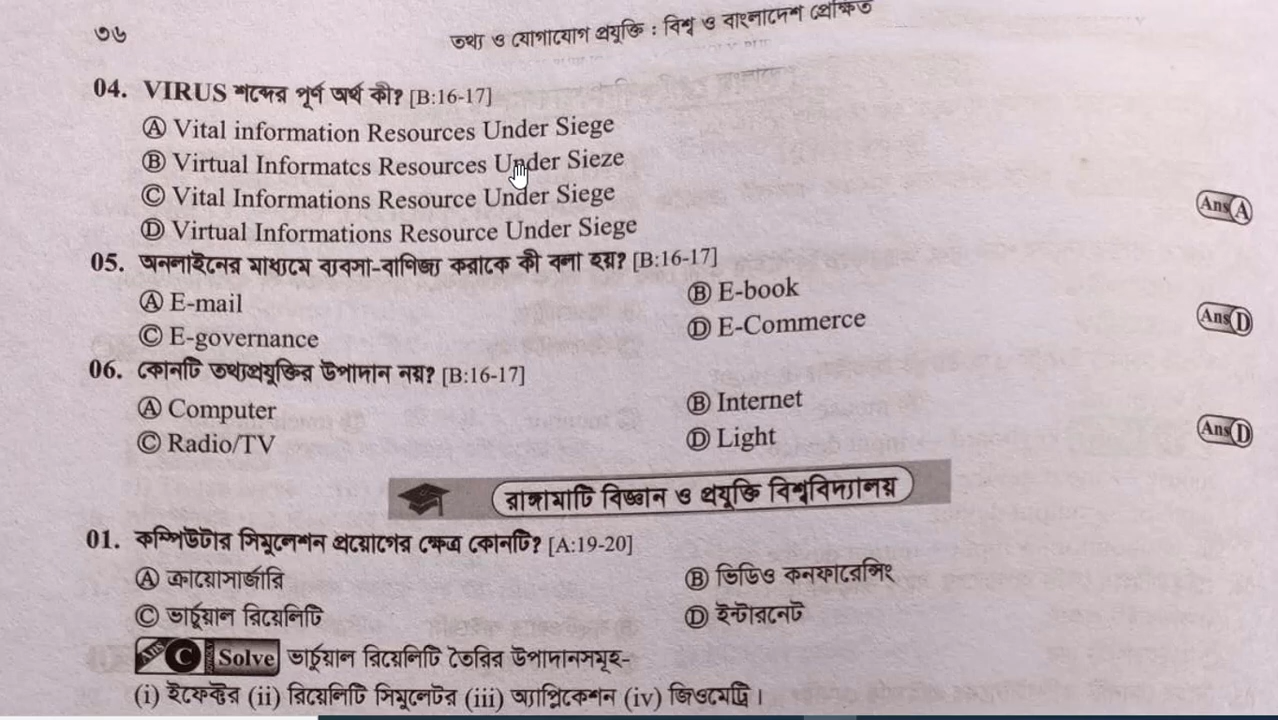 ৩৬
তথ্য ও যোগাযোগ প্রযুক্তি : বিশ্ব ও বাংলাদেশ প্রেক্ষিত
04. VIRUS শব্দের পূর্ণ অর্থ কী? [B:16-17]
Ⓐ Vital information Resources Under Siege
Ⓑ Virtual Informatcs Resources Under Sieze
Ⓒ Vital Informations Resource Under Siege
Ans Ⓐ
Ⓓ Virtual Informations Resource Under Siege
05. অনলাইনের মাধ্যমে ব্যবসা-বাণিজ্য করাকে কী বলা হয়? [B:16-17]
Ⓐ E-mail Ⓑ E-book
Ⓒ E-governance Ⓓ E-Commerce Ans Ⓓ
06. কোনটি তথ্যপ্রযুক্তির উপাদান নয়? [B:16-17]
Ⓐ Computer Ⓑ Internet
Ⓒ Radio/TV Ⓓ Light Ans Ⓓ
রাঙ্গামাটি বিজ্ঞান ও প্রযুক্তি বিশ্ববিদ্যালয়
01. কম্পিউটার সিমুলেশন প্রয়োগের ক্ষেত্র কোনটি? [A:19-20]
Ⓐ ক্রায়োসার্জারি Ⓑ ভিডিও কনফারেন্সিং
Ⓒ ভার্চুয়াল রিয়েলিটি Ⓓ ইন্টারনেট
Ans C Solve ভার্চুয়াল রিয়েলিটি তৈরির উপাদানসমূহ-
(i) ইফেক্টর (ii) রিয়েলিটি সিমুলেটর (iii) অ্যাপ্লিকেশন (iv) জিওমেট্রি।